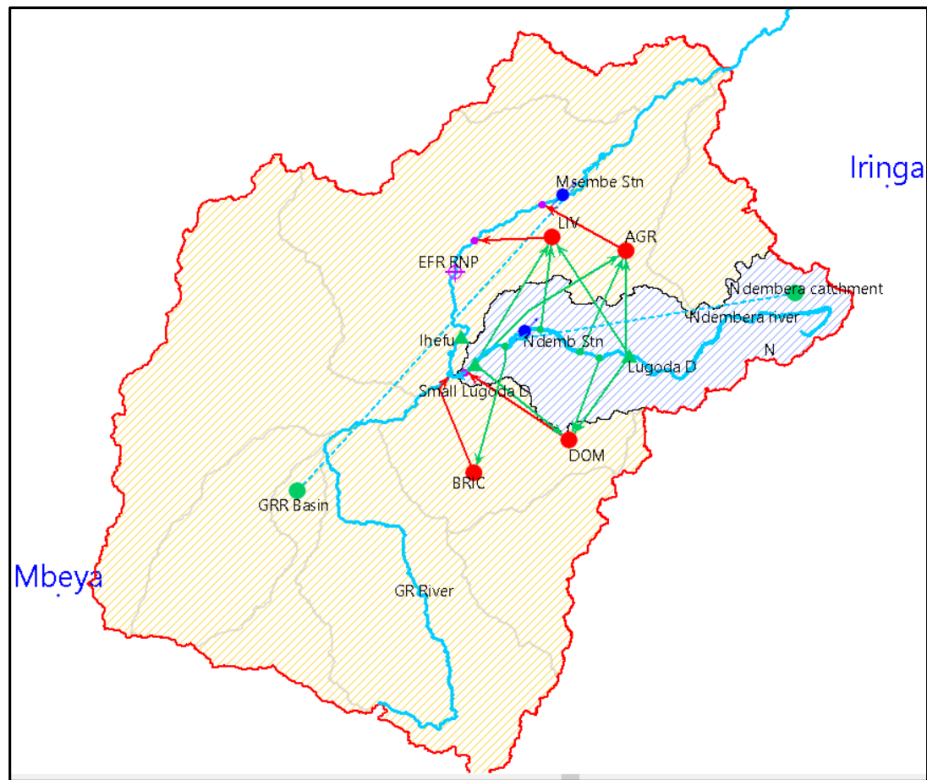 Iringa
Msembe Stn
LIV
AGR
EFR RNP
Ndembera catchment
Ndembera river
Ihefu
Ndemb Stn
N
Lugoda D
Small Lugoda D
DOM
BRIC
GRR Basin
Mbeya
GR River